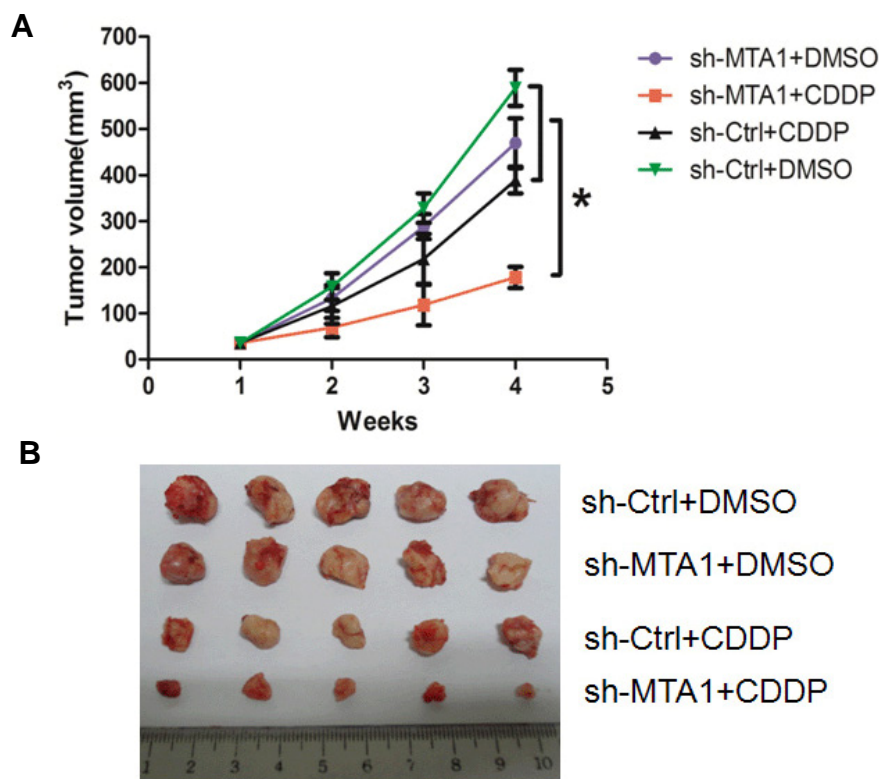 A
700
600
500
400
300
200
100
0
Tumor volume(mm³)
0 1 2 3 4 5
Weeks
sh-MTA1+DMSO
sh-MTA1+CDDP
sh-Ctrl+CDDP
sh-Ctrl+DMSO
*
B
sh-Ctrl+DMSO
sh-MTA1+DMSO
sh-Ctrl+CDDP
sh-MTA1+CDDP
1 2 3 4 5 6 7 8 9 10